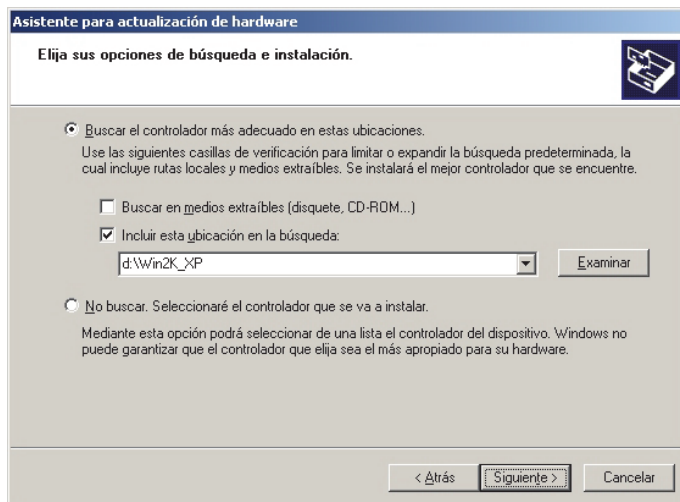 Asistente para actualización de hardware
Elija sus opciones de búsqueda e instalación.
Buscar el controlador más adecuado en estas ubicaciones.
Use las siguientes casillas de verificación para limitar o expandir la búsqueda predeterminada, la
cual incluye rutas locales y medios extraíbles. Se instalará el mejor controlador que se encuentre.
Buscar en medios extraíbles (disquete, CD-ROM...)
Incluir esta ubicación en la búsqueda:
d:\Win2K_XP
Examinar
No buscar. Seleccionaré el controlador que se va a instalar.
Mediante esta opción podrá seleccionar de una lista el controlador del dispositivo. Windows no
puede garantizar que el controlador que elija sea el más apropiado para su hardware.
< Atrás
Siguiente >
Cancelar